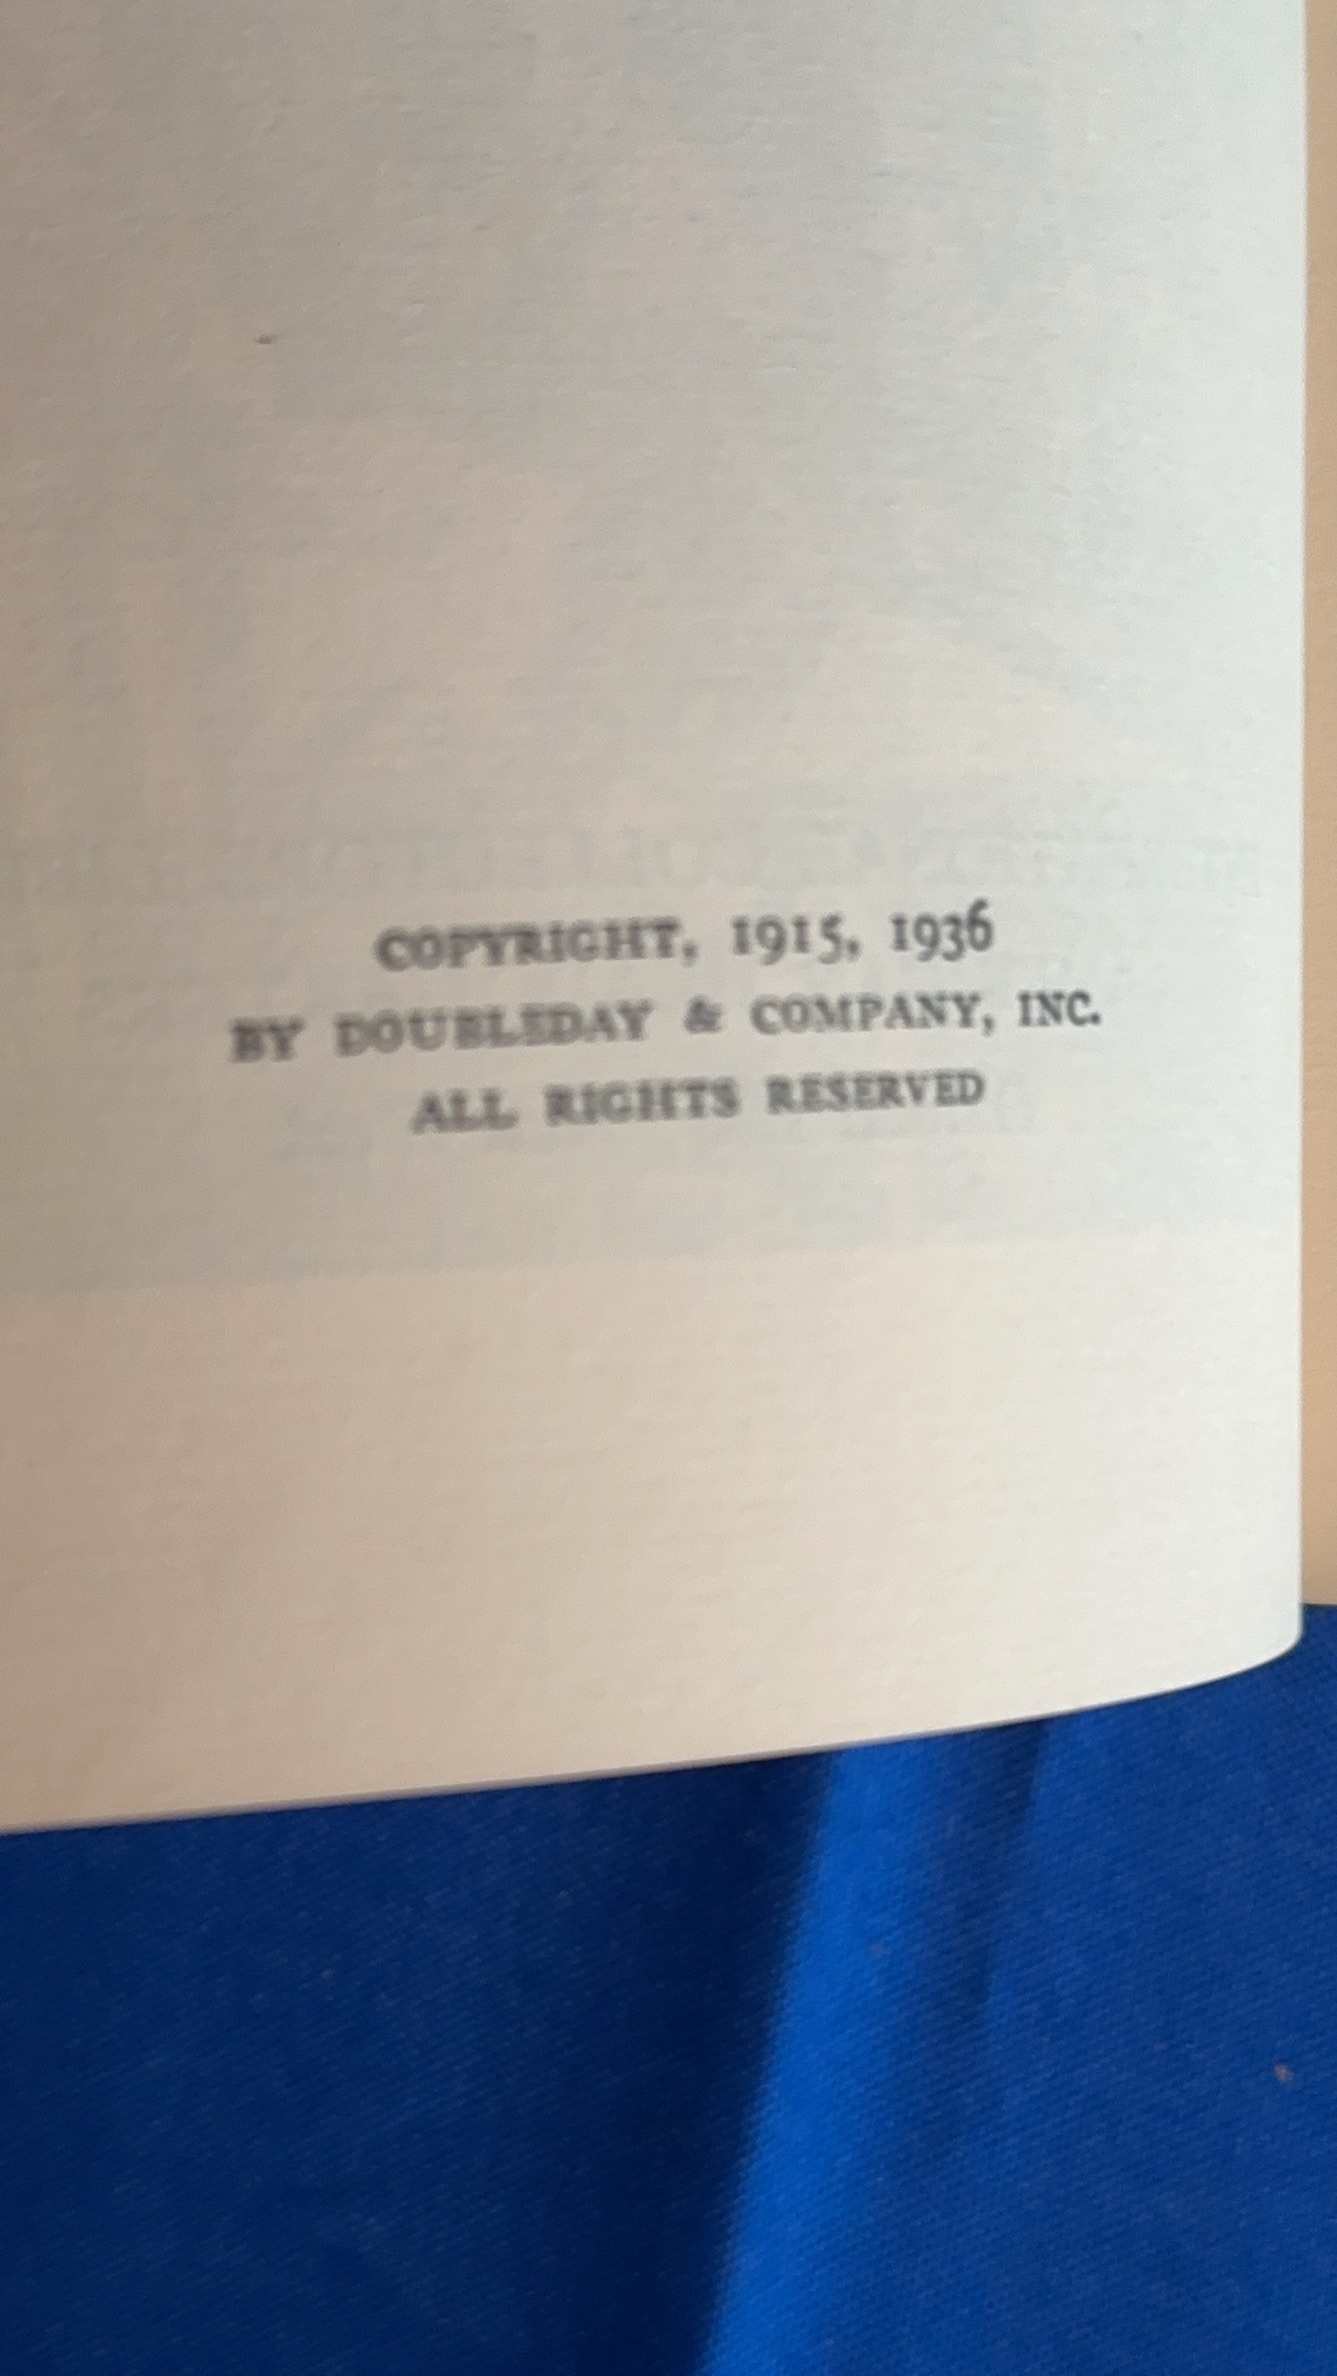 COPYRIGHT, 1915, 1936
BY DOUBLEDAY & COMPANY, INC.
ALL RIGHTS RESERVED